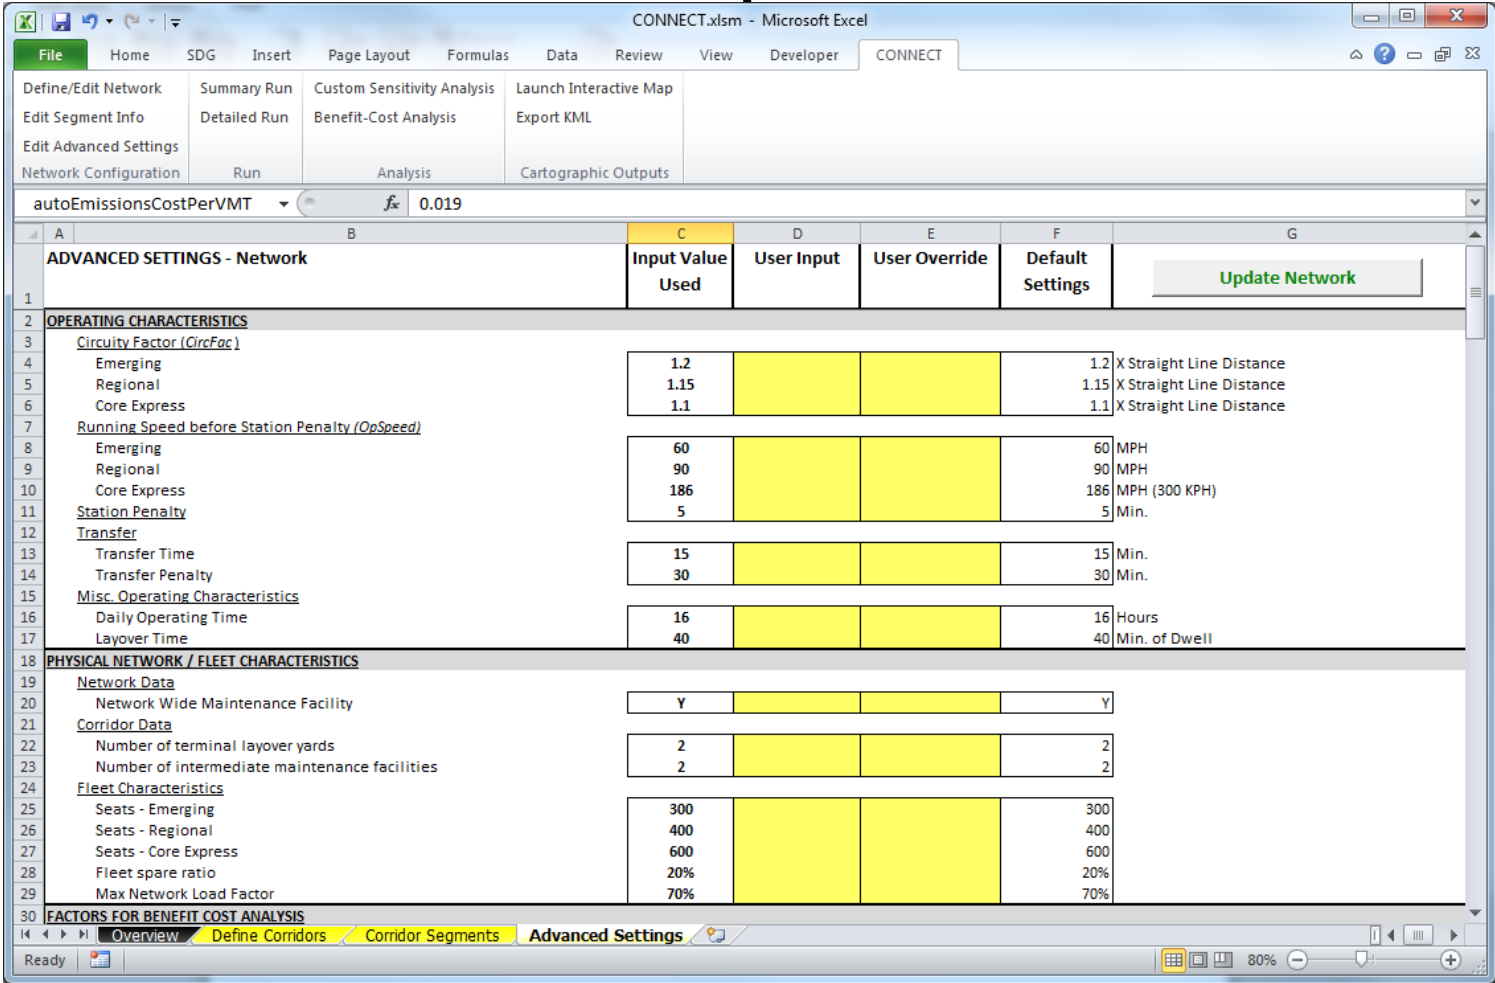 CONNECT.xlsm - Microsoft Excel
File Home SDG Insert Page Layout Formulas Data Review View Developer CONNECT
Define/Edit Network Summary Run Custom Sensitivity Analysis Launch Interactive Map
Edit Segment Info Detailed Run Benefit-Cost Analysis Export KML
Edit Advanced Settings
Network Configuration Run Analysis Cartographic Outputs
autoEmissionsCostPerVMT fx 0.019
A B C D E F G
1 ADVANCED SETTINGS - Network Input Value Used User Input User Override Default Settings Update Network
2 OPERATING CHARACTERISTICS
3 Circuity Factor (CircFac )
4 Emerging 1.2 1.2 X Straight Line Distance
5 Regional 1.15 1.15 X Straight Line Distance
6 Core Express 1.1 1.1 X Straight Line Distance
7 Running Speed before Station Penalty (OpSpeed)
8 Emerging 60 60 MPH
9 Regional 90 90 MPH
10 Core Express 186 186 MPH (300 KPH)
11 Station Penalty 5 5 Min.
12 Transfer
13 Transfer Time 15 15 Min.
14 Transfer Penalty 30 30 Min.
15 Misc. Operating Characteristics
16 Daily Operating Time 16 16 Hours
17 Layover Time 40 40 Min. of Dwell
18 PHYSICAL NETWORK / FLEET CHARACTERISTICS
19 Network Data
20 Network Wide Maintenance Facility Y Y
21 Corridor Data
22 Number of terminal layover yards 2 2
23 Number of intermediate maintenance facilities 2 2
24 Fleet Characteristics
25 Seats - Emerging 300 300
26 Seats - Regional 400 400
27 Seats - Core Express 600 600
28 Fleet spare ratio 20% 20%
29 Max Network Load Factor 70% 70%
30 FACTORS FOR BENEFIT COST ANALYSIS
Overview Define Corridors Corridor Segments Advanced Settings
Ready 80%